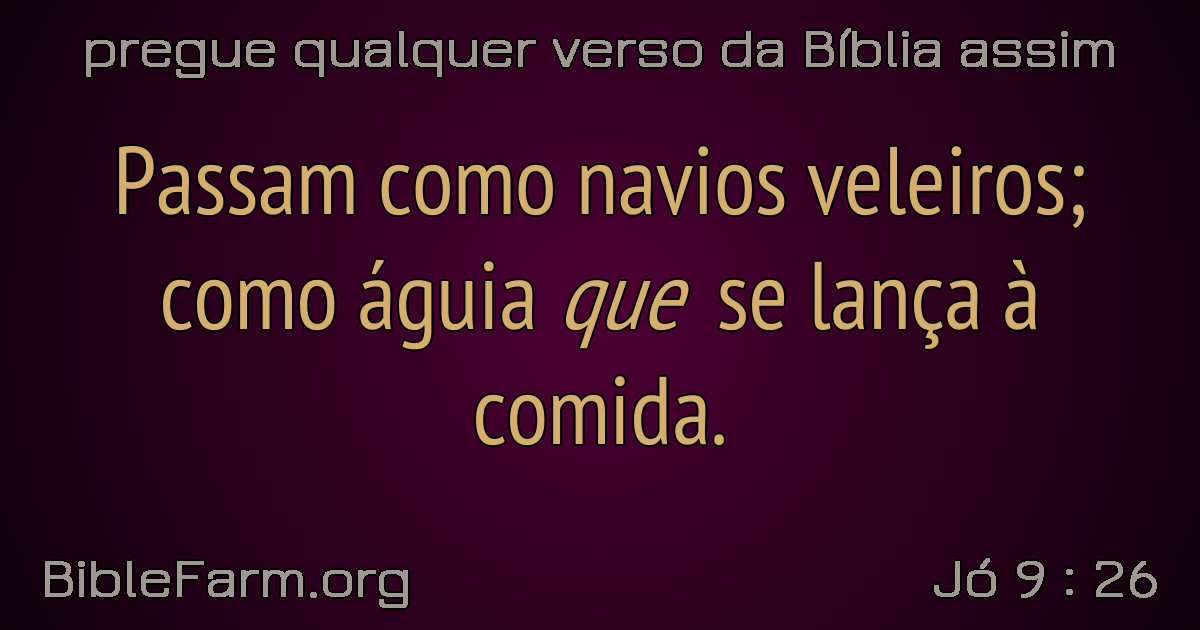 pregue qualquer verso da Bíblia assim
Passam como navios veleiros;
como águia que se lança à
comida.
BibleFarm.org
Jó 9 : 26